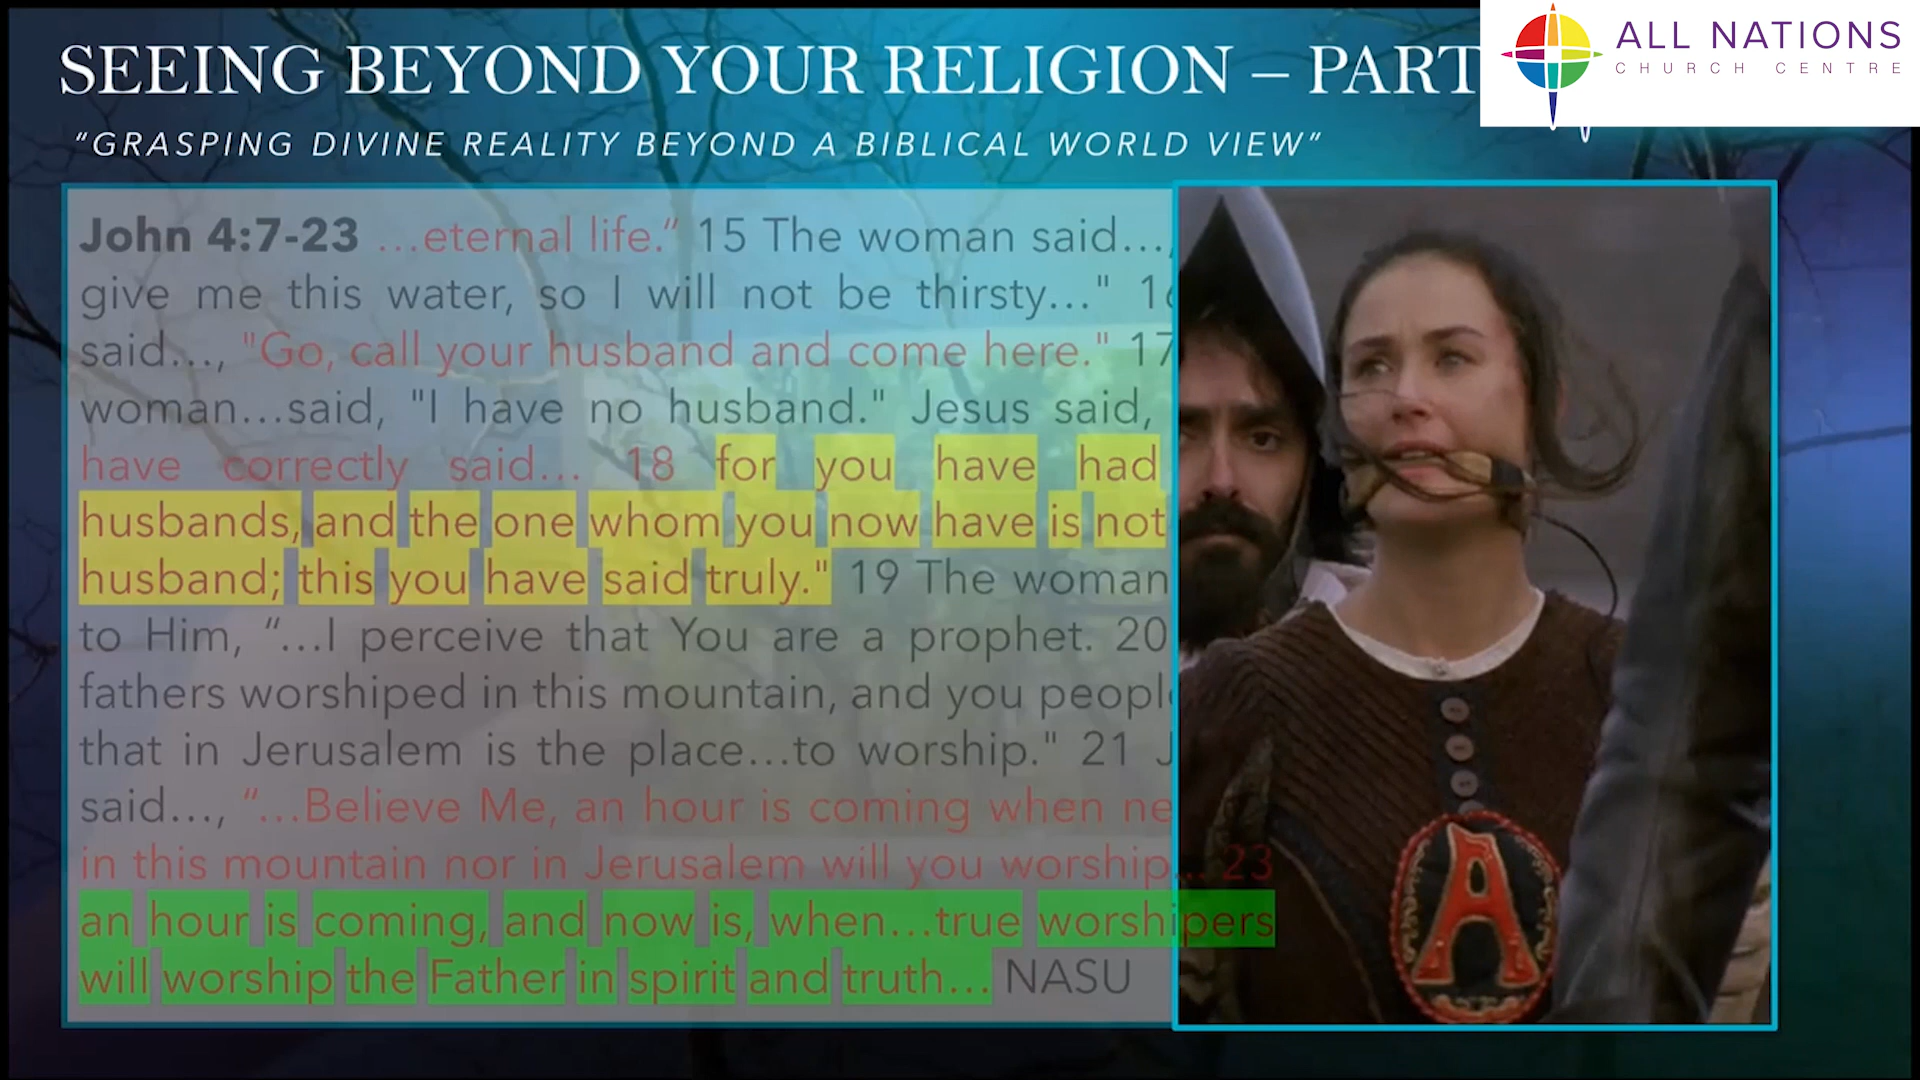 SEEING BEYOND YOUR RELIGION – PART
ALL NATIONS
CHURCH CENTRE
“GRASPING DIVINE REALITY BEYOND A BIBLICAL WORLD VIEW”
John 4:7-23 …eternal life.” 15 The woman said…,
give me this water, so I will not be thirsty…"
said…, "Go, call your husband and come here." 17
woman…said, "I have no husband." Jesus said,
have correctly said… 18 for you have had
husbands, and the one whom you now have is not
husband; this you have said truly." 19 The woman
to Him, “…I perceive that You are a prophet. 20
fathers worshiped in this mountain, and you
that in Jerusalem is the place…to worship." 21
said…, “…Believe Me, an hour is coming when
in this mountain nor in Jerusalem will you worship… 23
an hour is coming, and now is, when…true worshipers
will worship the Father in spirit and truth… NASU
A